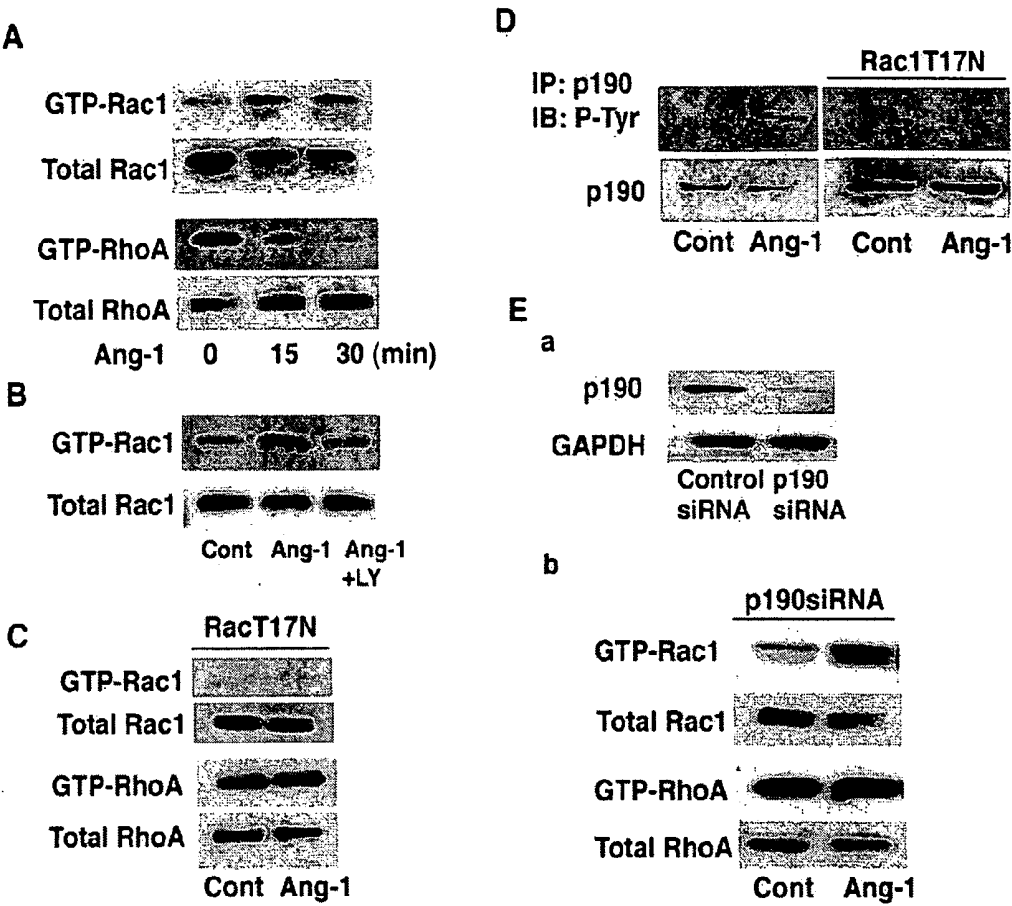 A
GTP-Rac1
Total Rac1
GTP-RhoA
Total RhoA
Ang-1 0 15 30 (min)
B
GTP-Rac1
Total Rac1
Cont Ang-1 Ang-1
+LY
C
RacT17N
GTP-Rac1
Total Rac1
GTP-RhoA
Total RhoA
Cont Ang-1
D
Rac1T17N
IP: p190
IB: P-Tyr
p190
Cont Ang-1 Cont Ang-1
E
a
p190
GAPDH
Control p190
siRNA siRNA
b
p190siRNA
GTP-Rac1
Total Rac1
GTP-RhoA
Total RhoA
Cont Ang-1